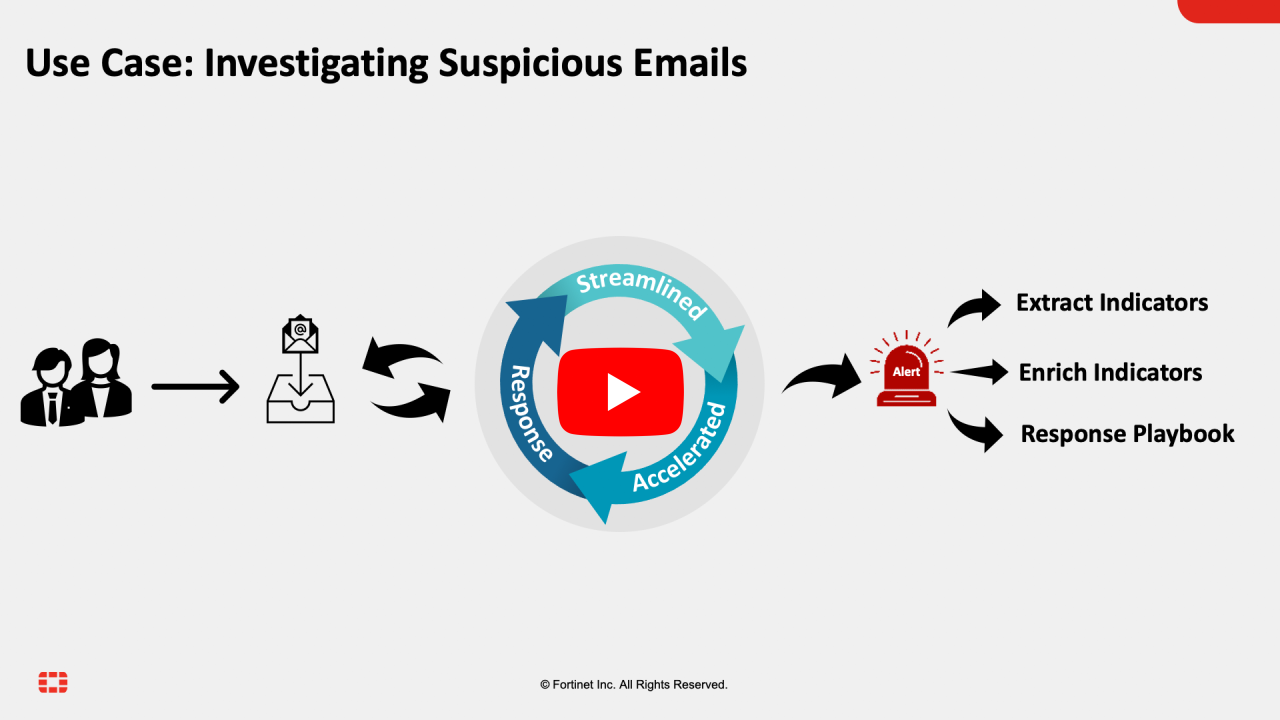 Use Case: Investigating Suspicious Emails
Streamlined
Accelerated
Response
@
Alert
Extract Indicators
Enrich Indicators
Response Playbook
© Fortinet Inc. All Rights Reserved.